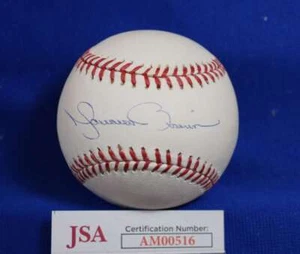 JSA
Certification Number:
AM00516